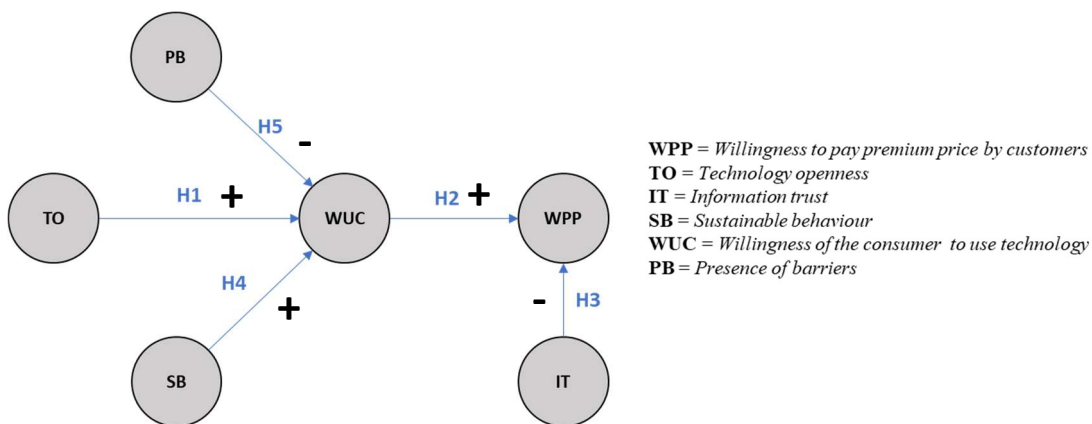 PB
H5
-
TO
H1
+
WUC
H2
+
WPP
H4
+
-
H3
SB
IT
WPP = Willingness to pay premium price by customers
TO = Technology openness
IT = Information trust
SB = Sustainable behaviour
WUC = Willingness of the consumer to use technology
PB = Presence of barriers